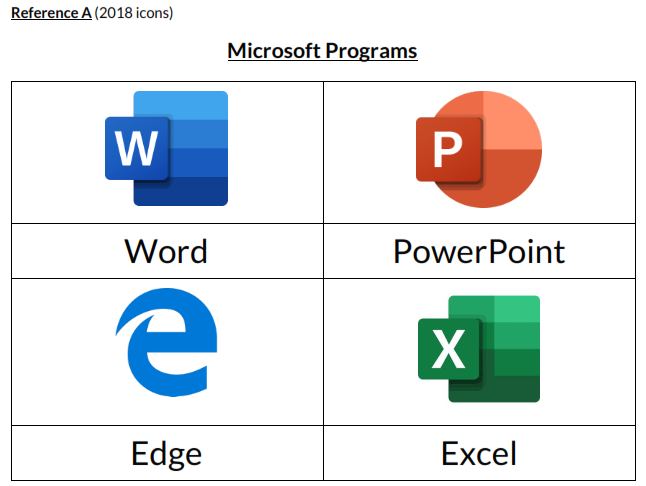 Reference A (2018 icons)
Microsoft Programs
W
P
Word
PowerPoint
e
X
Edge
Excel